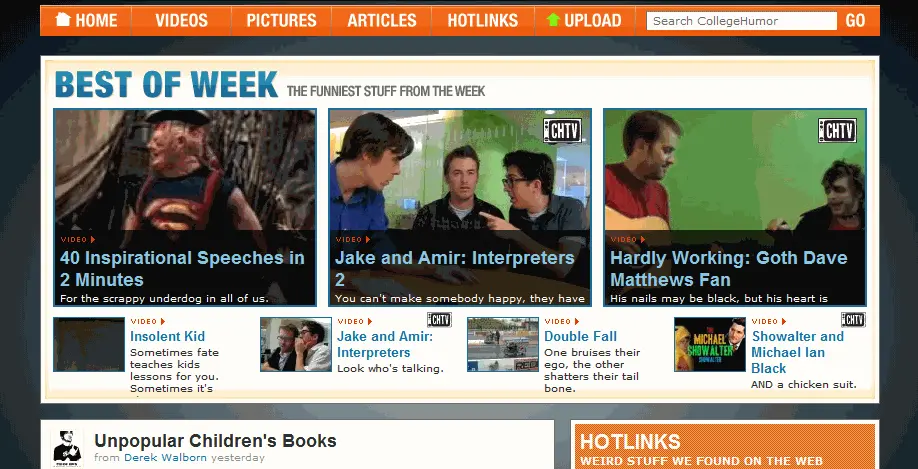 HOME VIDEOS PICTURES ARTICLES HOTLINKS UPLOAD Search CollegeHumor GO
BEST OF WEEK THE FUNNIEST STUFF FROM THE WEEK
CHTV
CHTV
VIDEO
40 Inspirational Speeches in
2 Minutes
For the scrappy underdog in all of us.
VIDEO
Jake and Amir: Interpreters
2
You can't make somebody happy, they have
VIDEO
Hardly Working: Goth Dave
Matthews Fan
His nails may be black, but his heart is
VIDEO
Insolent Kid
Sometimes fate
teaches kids
lessons for you.
Sometimes it's
VIDEO CHTV
Jake and Amir:
Interpreters
Look who's talking.
VIDEO
Double Fall
One bruises their
ego, the other
shatters their tail
bone.
THE
MICHAEL
SHOWALTER
SHOWALTER
VIDEO CHTV
Showalter and
Michael Ian
Black
AND a chicken suit.
Unpopular Children's Books
from Derek Walborn yesterday
HOTLINKS
WEIRD STUFF WE FOUND ON THE WEB